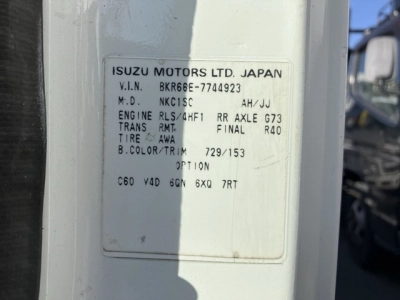 ISUZU MOTORS LTD. JAPAN
V.I.N. BKR66E-7744923
M.D. NKC1SC AH/JJ
ENGINE RLS/4HF1 RR AXLE G73
TRANS RMT FINAL R40
TIRE AWA
B.COLOR/TRIM 729/153
OPTION
C60 V4D 6QN 6XQ 7RT